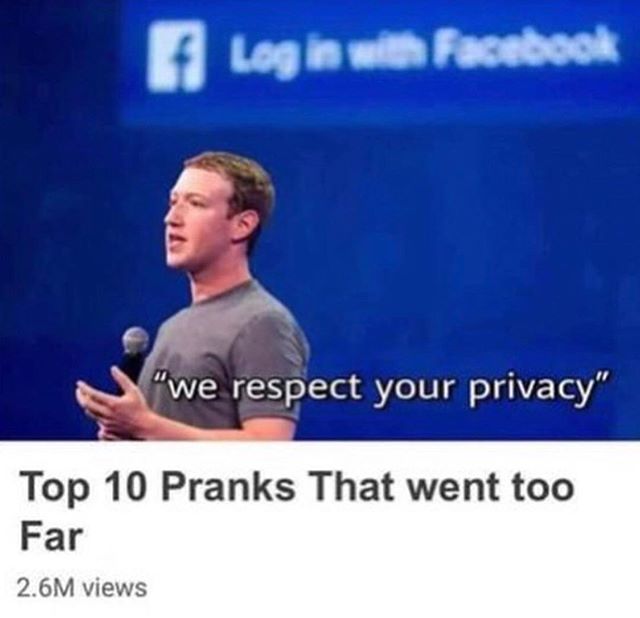 f Log in with Facebook
"we respect your privacy"
Top 10 Pranks That went too
Far
2.6M views